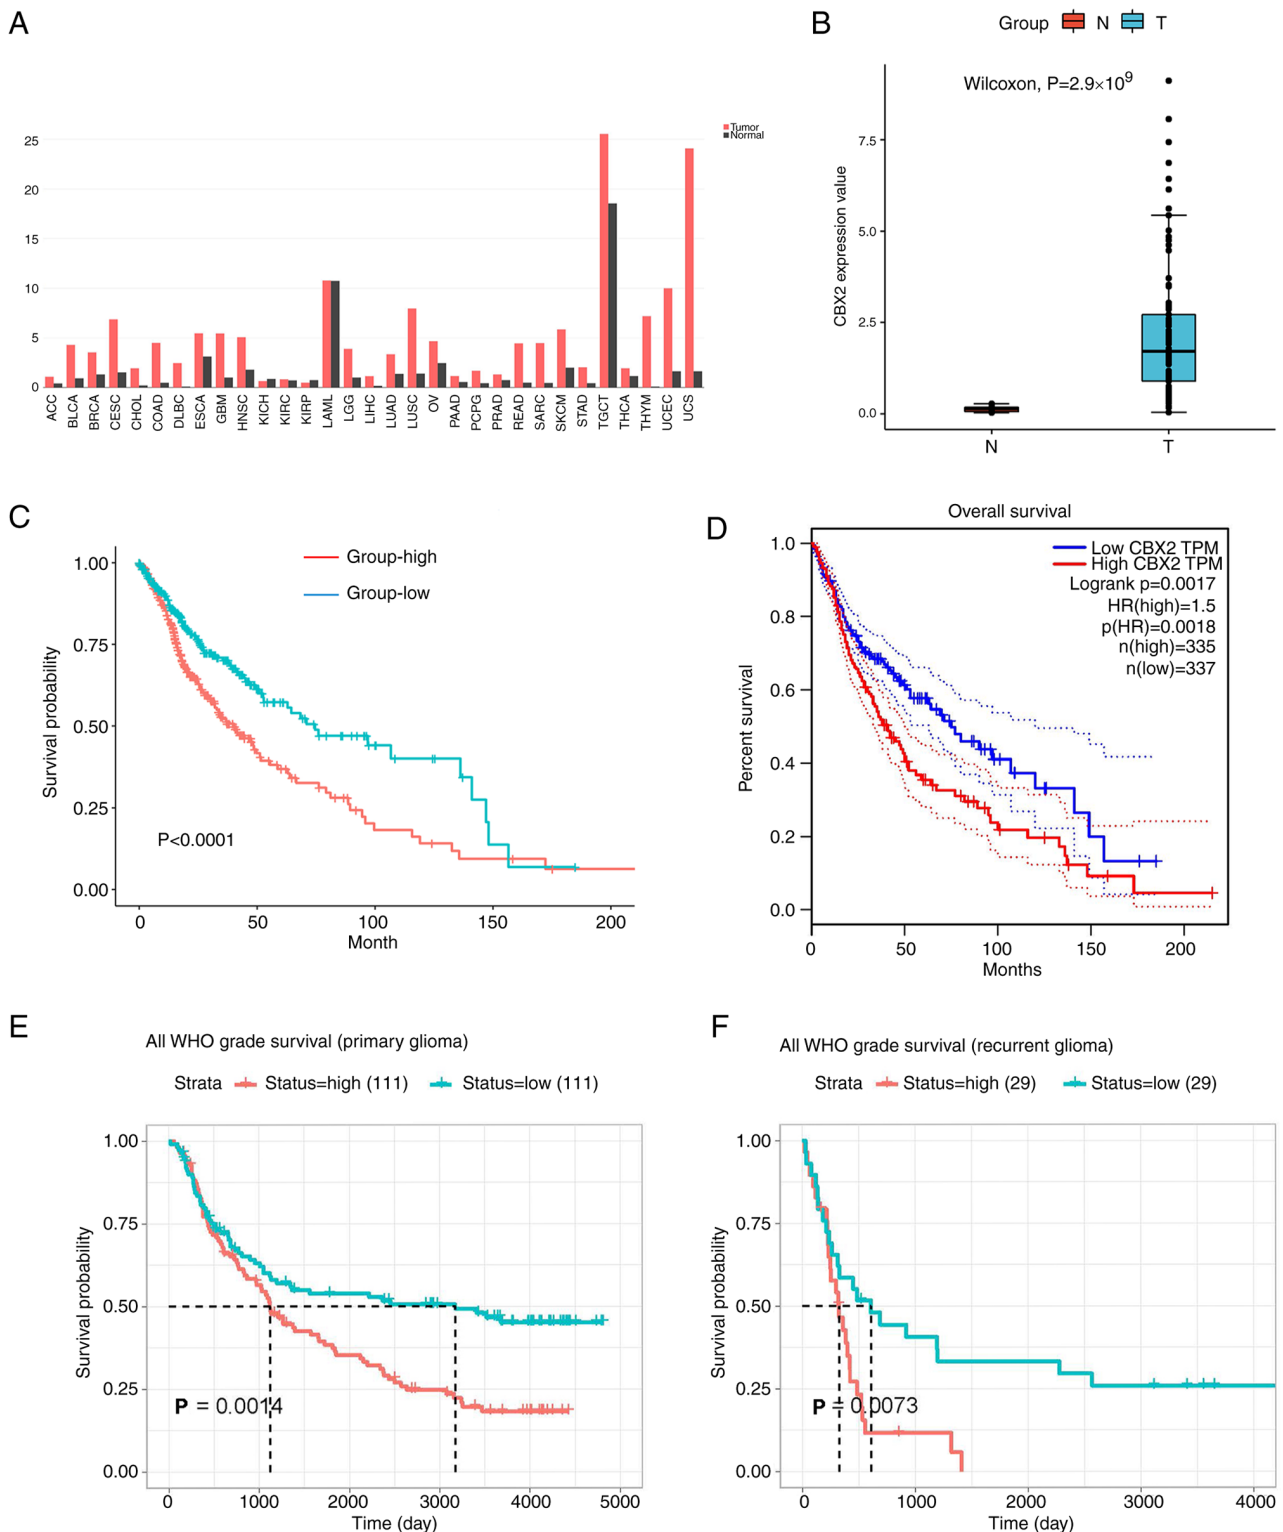 A
25
20
15
10
5
0
Tumor
Normal
ACC
BLCA
BRCA
CESC
CHOL
COAD
DLBC
ESCA
GBM
HNSC
KICH
KIRC
KIRP
LAML
LGG
LIHC
LUAD
LUSC
OV
PAAD
PCPG
PRAD
READ
SARC
SKCM
STAD
TGCT
THCA
THYM
UCEC
UCS
B
Group N T
Wilcoxon, P=2.9×10⁹
CBX2 expression value
7.5
5.0
2.5
0.0
N T
C
Group-high
Group-low
Survival probability
1.00
0.75
0.50
0.25
0.00
P<0.0001
0 50 100 150 200
Month
D
Overall survival
Low CBX2 TPM
High CBX2 TPM
Logrank p=0.0017
HR(high)=1.5
p(HR)=0.0018
n(high)=335
n(low)=337
Percent survival
1.0
0.8
0.6
0.4
0.2
0.0
0 50 100 150 200
Months
E
All WHO grade survival (primary glioma)
Strata Status=high (111) Status=low (111)
Survival probability
1.00
0.75
0.50
0.25
0.00
P = 0.0014
0 1000 2000 3000 4000 5000
Time (day)
F
All WHO grade survival (recurrent glioma)
Strata Status=high (29) Status=low (29)
Survival probability
1.00
0.75
0.50
0.25
0.00
P = 0.0073
0 1000 2000 3000 4000
Time (day)